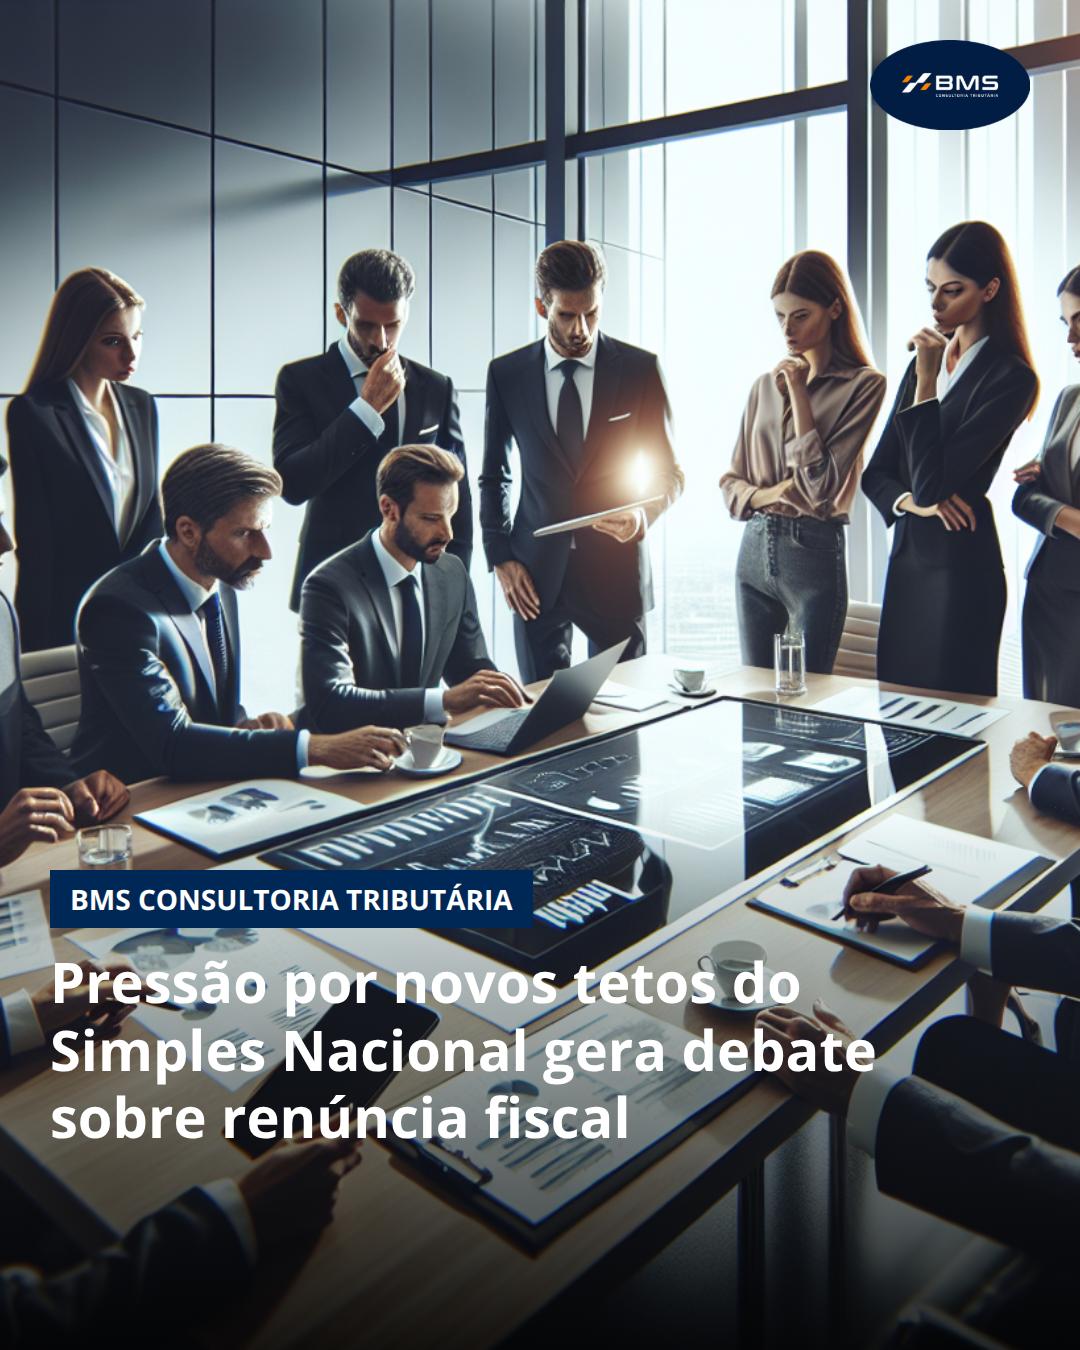 BMS
CONSULTORIA TRIBUTÁRIA
BMS CONSULTORIA TRIBUTÁRIA
Pressão por novos tetos do
Simples Nacional gera debate
sobre renúncia fiscal